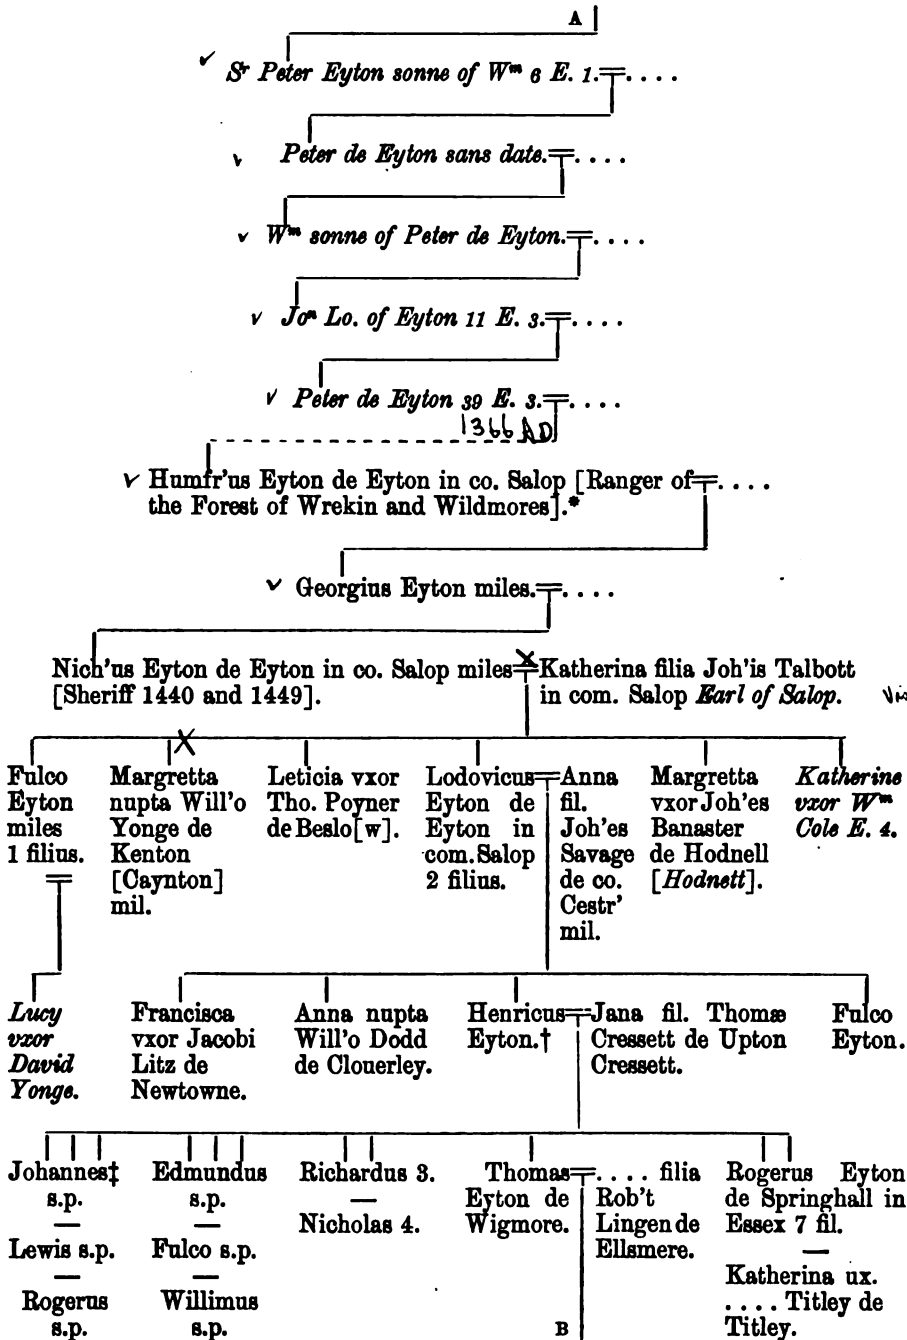 A
Sr Peter Eyton sonne of Wm 6 E. 1. . . . .
Peter de Eyton sans date. . . . .
Wm sonne of Peter de Eyton. . . . .
Jon Lo. of Eyton 11 E. 3. . . . .
Peter de Eyton 39 E. 3. . . . .
1366 AD
Humfr'us Eyton de Eyton in co. Salop [Ranger of . . . .
the Forest of Wrekin and Wildmores].*
Georgius Eyton miles. . . . .
Nich'us Eyton de Eyton in co. Salop miles
[Sheriff 1440 and 1449].
Katherina filia Joh'is Talbott
in com. Salop Earl of Salop.
Fulco
Eyton
miles
1 filius.
Margretta
nupta Will'o
Yonge de
Kenton
[Caynton]
mil.
Leticia vxor
Tho. Poyner
de Beslo[w].
Lodovicus
Eyton de
Eyton in
com. Salop
2 filius.
Anna
fil.
Joh'es
Savage
de co.
Cestr'
mil.
Margretta
vxor Joh'es
Banaster
de Hodnell
[Hodnett].
Katherine
vxor Wm
Cole E. 4.
Lucy
vxor
David
Yonge.
Francisca
vxor Jacobi
Litz de
Newtowne.
Anna nupta
Will'o Dodd
de Clouerley.
Henricus
Eyton.†
Jana fil. Thomæ
Cressett de Upton
Cressett.
Fulco
Eyton.
Johannes‡
s.p.
Lewis s.p.
Rogerus
s.p.
Edmundus
s.p.
Fulco s.p.
Willimus
s.p.
Richardus 3.
Nicholas 4.
Thomas
Eyton de
Wigmore.
. . . . filia
Rob't
Lingen de
Ellsmere.
Rogerus Eyton
de Springhall in
Essex 7 fil.
Katherina ux.
. . . . Titley de
Titley.
B